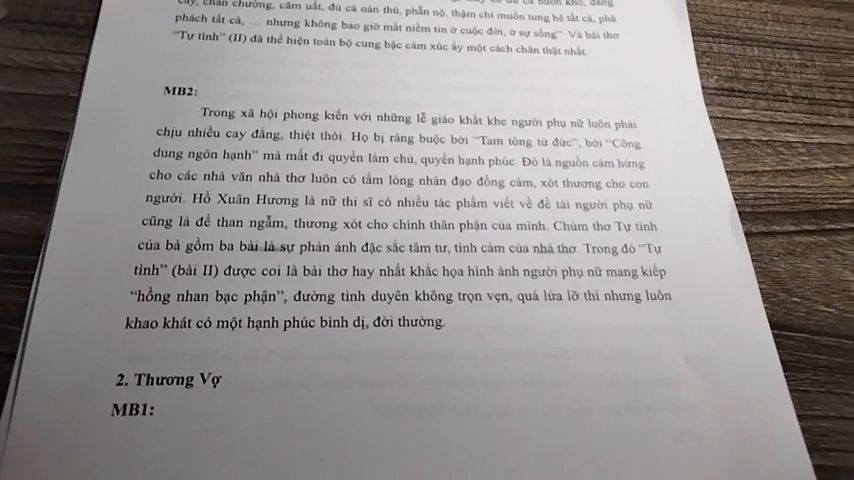 cay, chán chường, căm uất, đủ cả oán thù, phẫn nộ, thậm chí muốn tung hê tất cả, phá
phách tất cả, … nhưng không bao giờ mất niềm tin ở cuộc đời, ở sự sống" Và bài thơ
"Tự tình" (II) đã thể hiện toàn bộ cung bậc cảm xúc ấy một cách chân thật nhất.
MB2:
Trong xã hội phong kiến với những lễ giáo khắt khe người phụ nữ luôn phải
chịu nhiều cay đắng, thiệt thòi. Họ bị ràng buộc bởi "Tam tòng tứ đức", bởi "Công
dung ngôn hạnh" mà mất đi quyền làm chủ, quyền hạnh phúc. Đó là nguồn cảm hứng
cho các nhà văn nhà thơ luôn có tấm lòng nhân đạo đồng cảm, xót thương cho con
người. Hồ Xuân Hương là nữ thi sĩ có nhiều tác phẩm viết về đề tài người phụ nữ
cũng là để than ngẫm, thương xót cho chính thân phận của mình. Chùm thơ Tự tình
của bà gồm ba bài là sự phản ánh đặc sắc tâm tư, tình cảm của nhà thơ. Trong đó "Tự
tình" (bài II) được coi là bài thơ hay nhất khắc họa hình ảnh người phụ nữ mang kiếp
"hồng nhan bạc phận", đường tình duyên không trọn vẹn, quá lứa lỡ thì nhưng luôn
khao khát có một hạnh phúc bình dị, đời thường.
2. Thương Vợ
MB1: